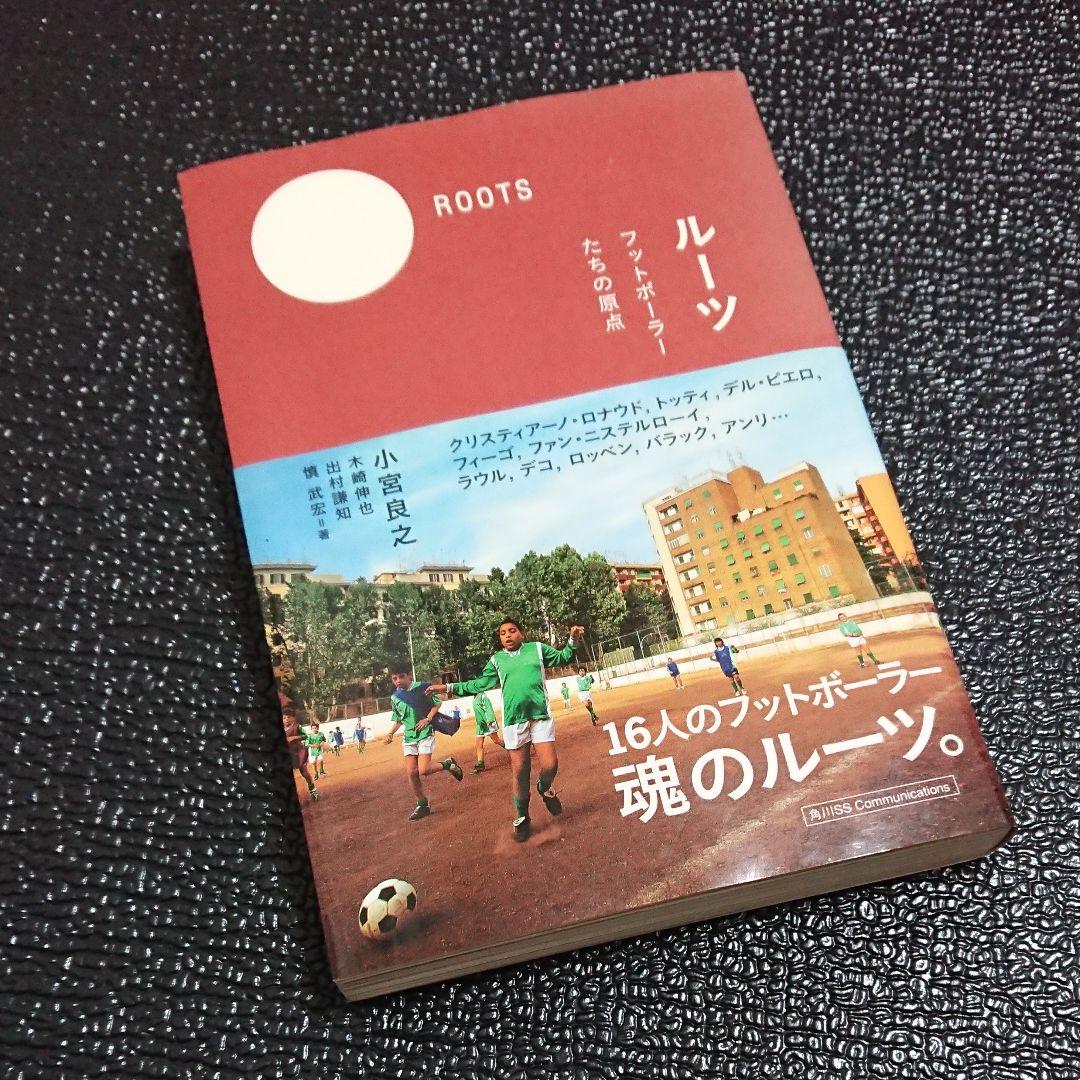 ROOTS
ルーツ
フットボーラー
たちの原点
クリスティアーノ・ロナウド, トッティ, デル・ピエロ,
フィーゴ, ファン・ニステルローイ,
ラウル, デコ, ロッベン, バラック, アンリ…
小宮良之
木崎伸也
出村謙知
慎 武宏=著
16人のフットボーラー
魂のルーツ。
角川SS Communications